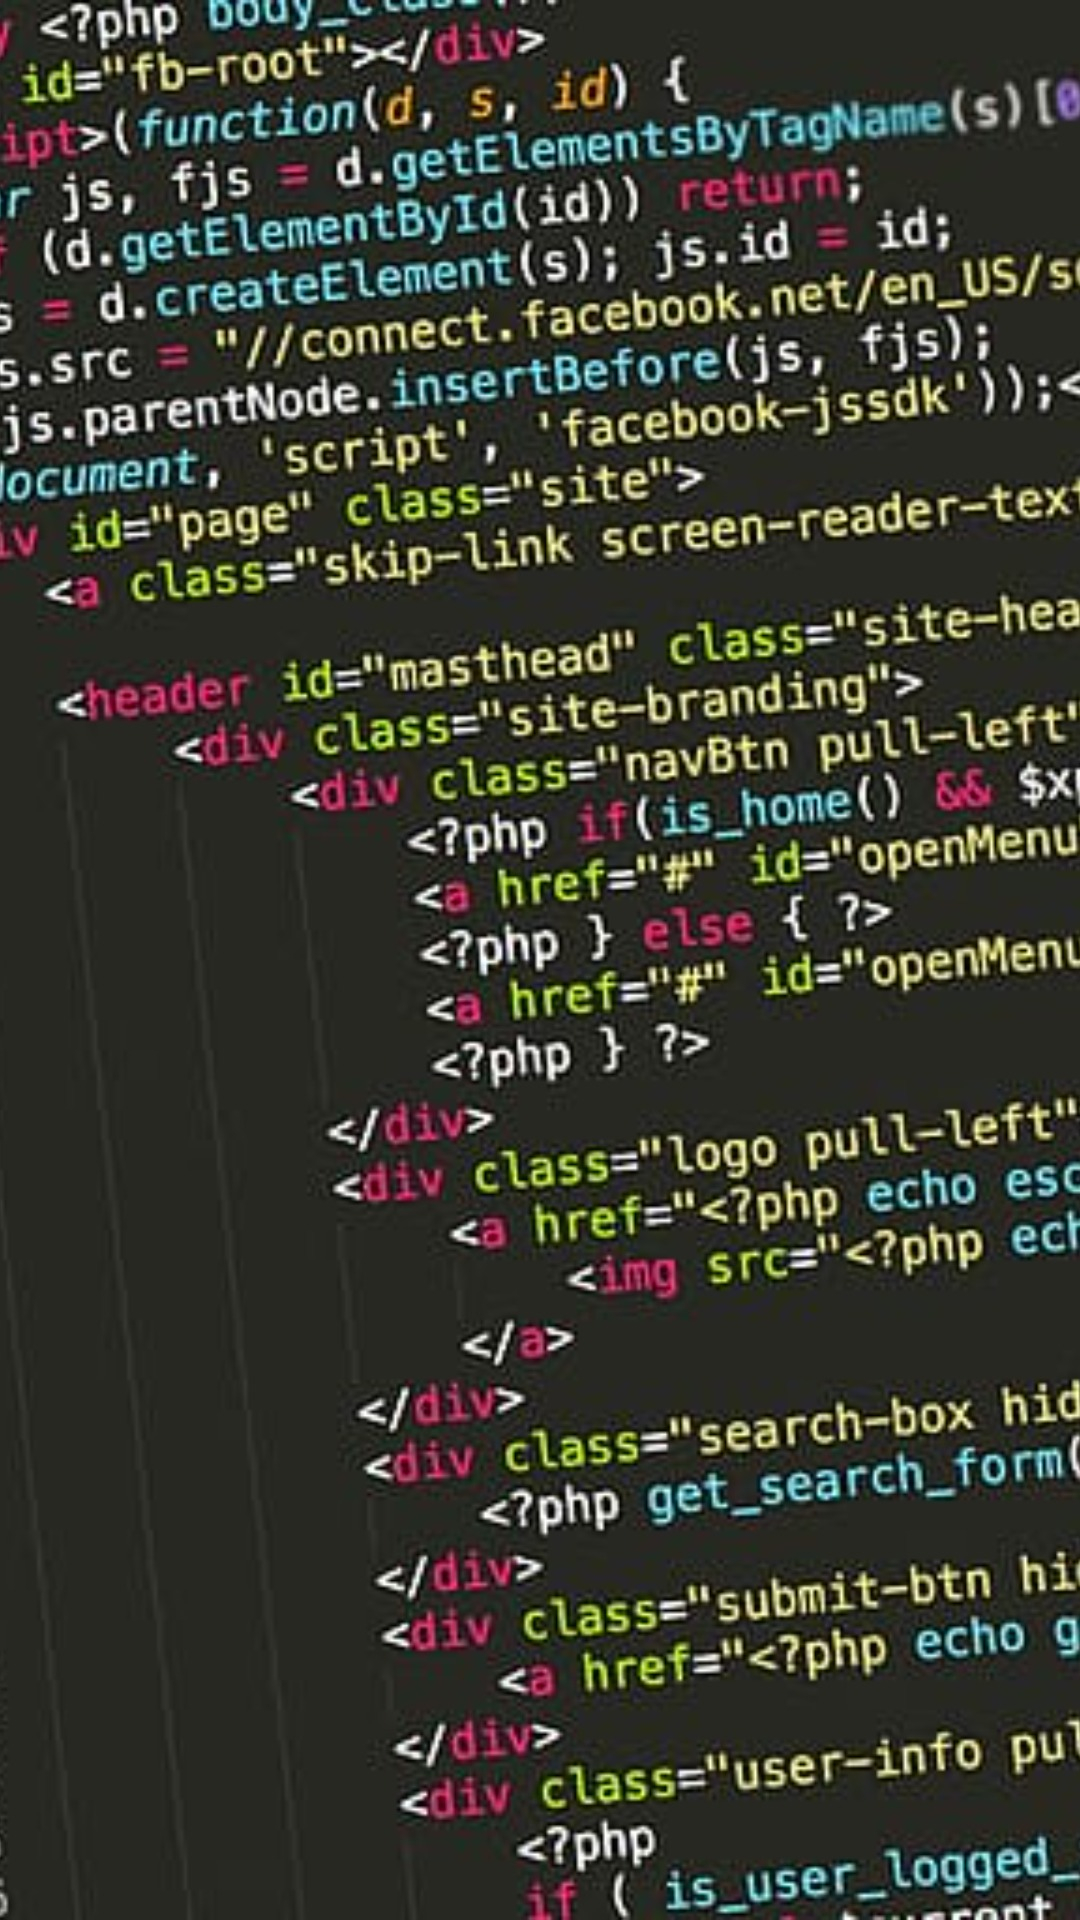 <?php body_class
id="fb-root"></div>
ipt>(function(d, s, id) {
r js, fjs = d.getElementsByTagName(s)[0
(d.getElementById(id)) return;
s = d.createElement(s); js.id = id;
s.src = "//connect.facebook.net/en_US/s
js.parentNode.insertBefore(js, fjs);
document, 'script', 'facebook-jssdk'));<
iv id="page" class="site">
<a class="skip-link screen-reader-text
<header id="masthead" class="site-hea
<div class="site-branding">
<div class="navBtn pull-left"
<?php if(is_home() && $xp
<a href="#" id="openMenu
<?php } else { ?>
<a href="#" id="openMenu
<?php } ?>
</div>
<div class="logo pull-left"
<a href="<?php echo esc
<img src="<?php ech
</a>
</div>
<div class="search-box hid
<?php get_search_form(
</div>
<div class="submit-btn hid
<a href="<?php echo g
</div>
<div class="user-info pul
<?php
if ( is_user_logged_